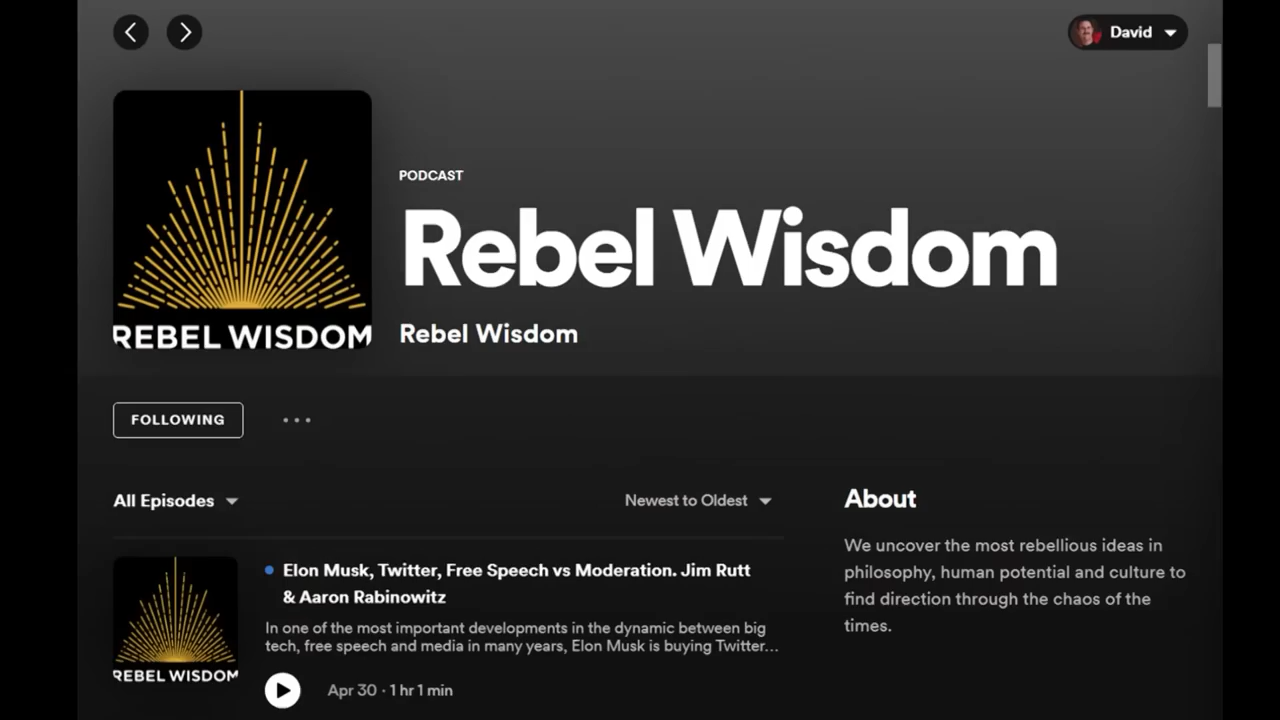 David
PODCAST
Rebel Wisdom
Rebel Wisdom
REBEL WISDOM
FOLLOWING
All Episodes
Newest to Oldest
Elon Musk, Twitter, Free Speech vs Moderation. Jim Rutt
& Aaron Rabinowitz
In one of the most important developments in the dynamic between big
tech, free speech and media in many years, Elon Musk is buying Twitter...
REBEL WISDOM
Apr 30 · 1 hr 1 min
About
We uncover the most rebellious ideas in
philosophy, human potential and culture to
find direction through the chaos of the
times.